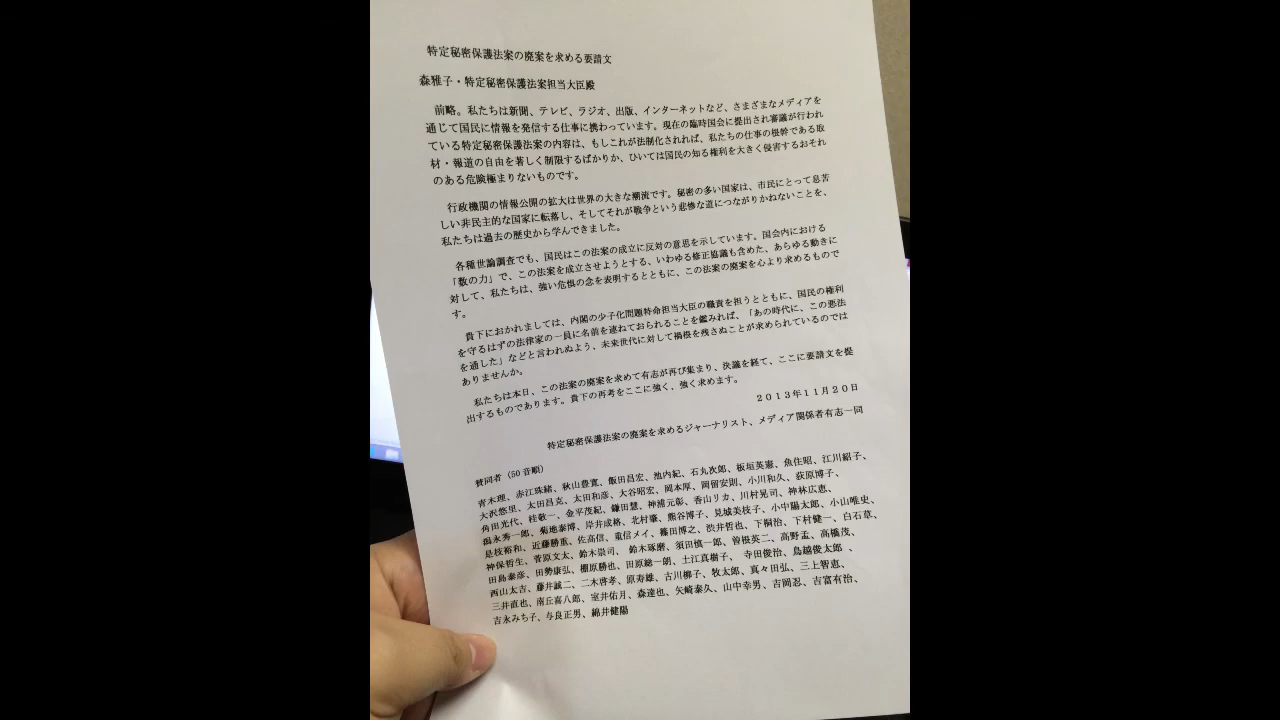 特定秘密保護法案の廃案を求める要請文
森雅子・特定秘密保護法案担当大臣殿
前略。私たちは新聞、テレビ、ラジオ、出版、インターネットなど、さまざまなメディアを
通じて国民に情報を発信する仕事に携わっています。現在の臨時国会に提出され審議が行われ
ている特定秘密保護法案の内容は、もしこれが法制化されれば、私たちの仕事の根幹である取
材・報道の自由を著しく制限するばかりか、ひいては国民の知る権利を大きく侵害するおそれ
のある危険極まりないものです。
行政機関の情報公開の拡大は世界の大きな潮流です。秘密の多い国家は、市民にとって息苦
しい非民主的な国家に転落し、そしてそれが戦争という悲惨な道につながりかねないことを、
私たちは過去の歴史から学んできました。
各種世論調査でも、国民はこの法案の成立に反対の意思を示しています。国会内における
「数の力」で、この法案を成立させようとする、いわゆる修正協議も含めた、あらゆる動きに
対して、私たちは、強い危惧の念を表明するとともに、この法案の廃案を心より求めるもので
す。
貴下におかれましては、内閣の少子化問題特命担当大臣の職責を担うとともに、国民の権利
を守るはずの法律家の一員に名前を連ねておられることを鑑みれば、「あの時代に、この悪法
を通した」などと言われぬよう、未来世代に対して禍根を残さぬことが求められているのでは
ありませんか。
私たちは本日、この法案の廃案を求めて有志が再び集まり、決議を経て、ここに要請文を提
出するものであります。貴下の再考をここに強く、強く求めます。
2013年11月20日
特定秘密保護法案の廃案を求めるジャーナリスト、メディア関係者有志一同
賛同者（50音順）
青木理、赤江珠緒、秋山豊寛、飯田昌宏、池内紀、石丸次郎、板垣英憲、魚住昭、江川紹子、
大沢悠里、太田昌克、太田和彦、大谷昭宏、岡本厚、岡留安則、小川和久、荻原博子、
角田光代、桂敬一、金平茂紀、鎌田慧、神浦元彰、香山リカ、川村晃司、神林広恵、
潟永秀一郎、菊地泰博、岸井成格、北村肇、熊谷博子、見城美枝子、小中陽太郎、小山唯史、
是枝裕和、近藤勝重、佐高信、重信メイ、篠田博之、渋井哲也、下桐治、下村健一、白石草、
神保哲生、菅原文太、鈴木崇司、鈴木琢磨、須田慎一郎、曽根英二、高野孟、高橋茂、
田島泰彦、田勢康弘、棚原勝也、田原総一朗、土江真樹子、寺田俊治、鳥越俊太郎 、
西山太吉、藤井誠二、二木啓孝、原寿雄、古川柳子、牧太郎、真々田弘、三上智恵、
三井直也、南丘喜八郎、室井佑月、森達也、矢崎泰久、山中幸男、吉岡忍、吉富有治、
吉永みち子、与良正男、綿井健陽